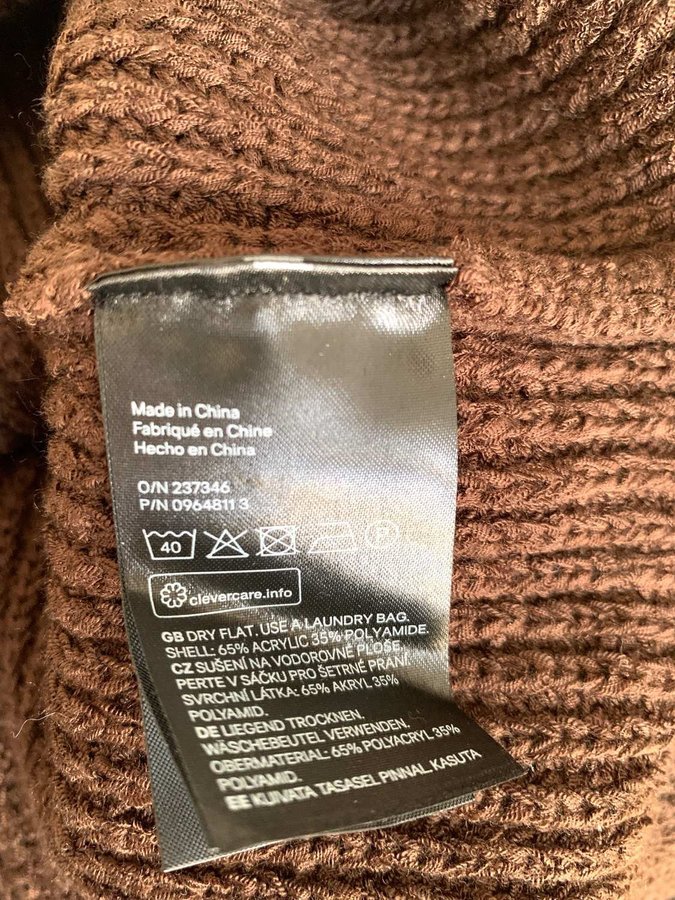 Made in China
Fabriqué en Chine
Hecho en China
O/N 237346
P/N 0964811 3
40
P
clevercare.info
GB DRY FLAT. USE A LAUNDRY BAG.
SHELL: 65% ACRYLIC 35% POLYAMIDE.
CZ SUŠENÍ NA VODOROVNÉ PLOŠE.
PERTE V SÁČKU PRO ŠETRNÉ PRANÍ.
SVRCHNÍ LÁTKA: 65% AKRYL 35%
POLYAMID.
DE LIEGEND TROCKNEN.
WÄSCHEBEUTEL VERWENDEN.
OBERMATERIAL: 65% POLYACRYL 35%
POLYAMID.
EE KUIVATA TASASEL PINNAL. KASUTA